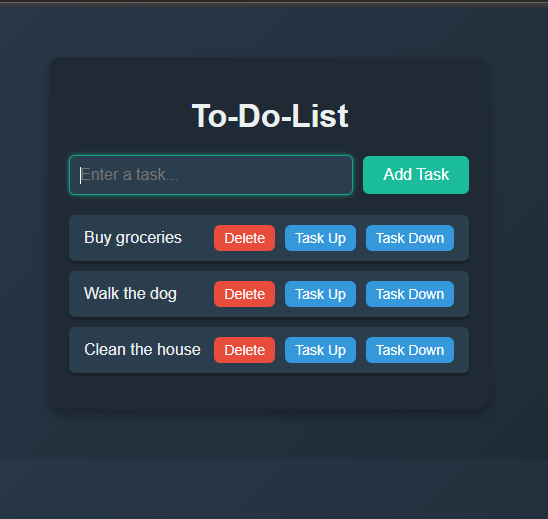 To-Do-List
Enter a task... Add Task
Buy groceries Delete Task Up Task Down
Walk the dog Delete Task Up Task Down
Clean the house Delete Task Up Task Down